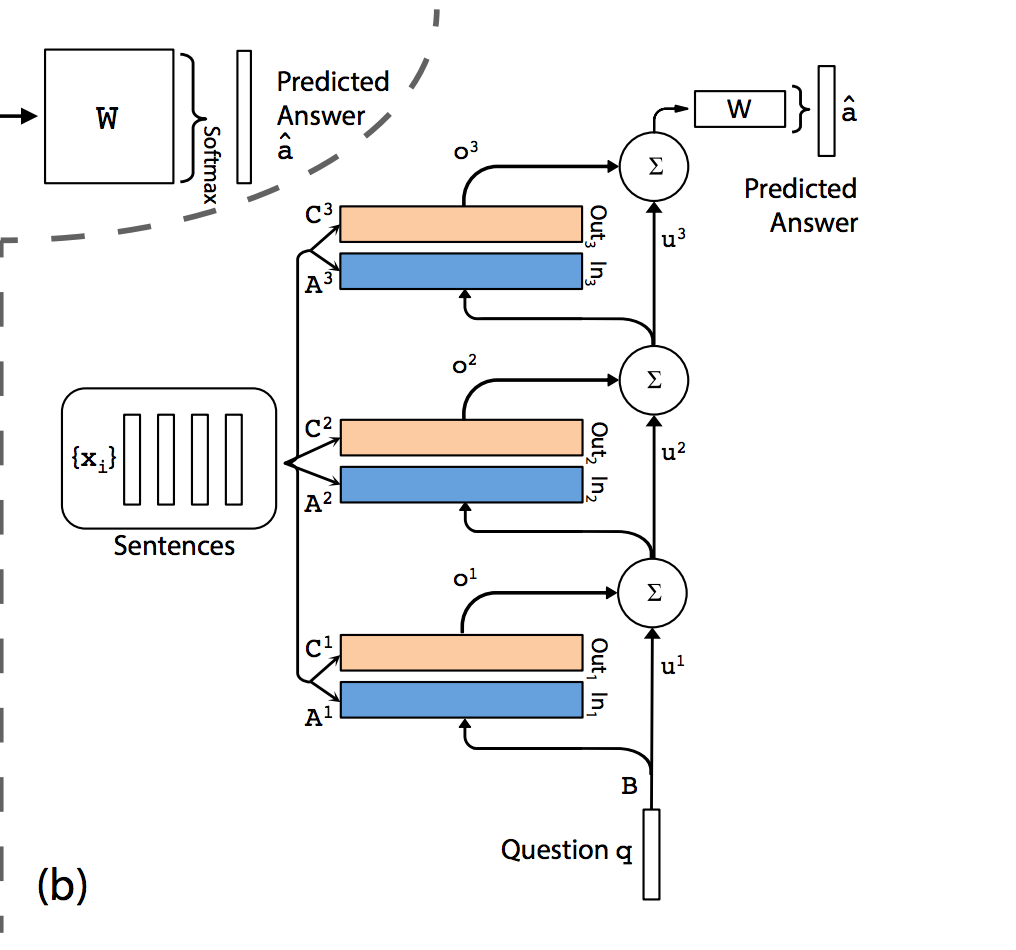 W
Softmax
Predicted
Answer
â
W
â
Predicted
Answer
o³
Σ
C³
Out₃
A³
In₃
u³
o²
Σ
C²
Out₂
{xᵢ}
A²
In₂
u²
Sentences
o¹
Σ
C¹
Out₁
A¹
In₁
u¹
B
Question q
(b)